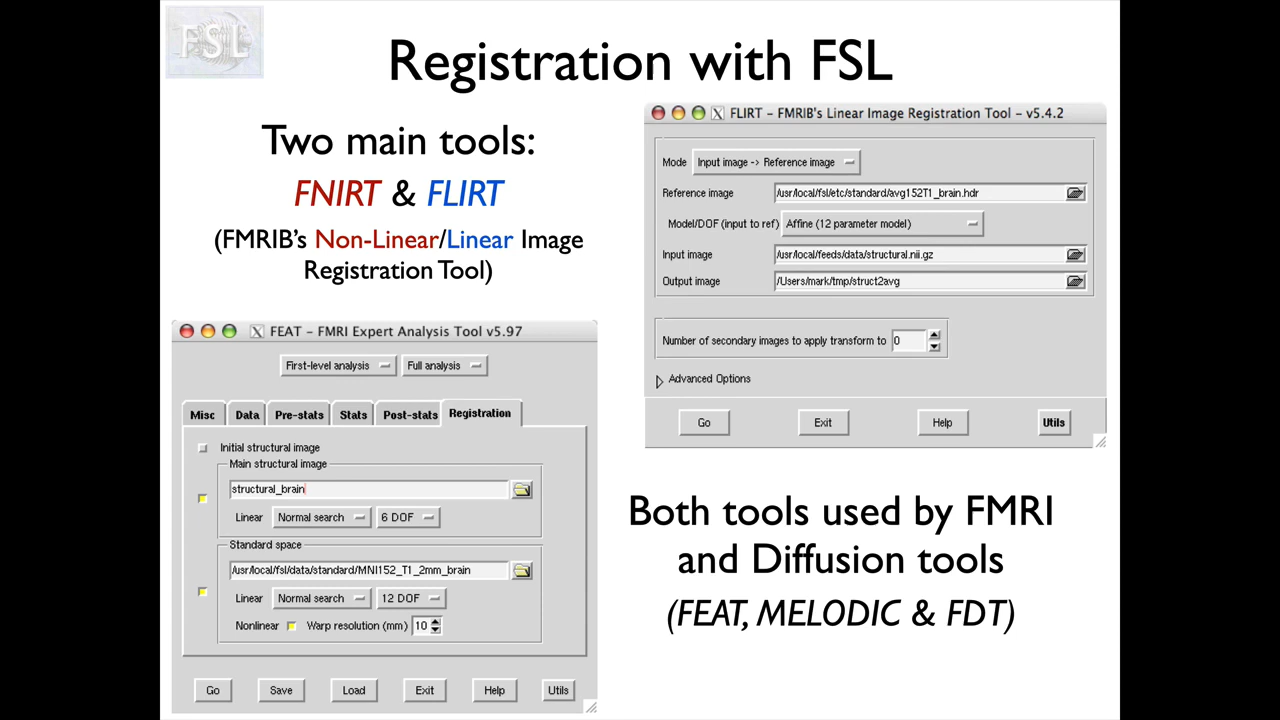 FSL
Registration with FSL
Two main tools:
FNIRT & FLIRT
(FMRIB's Non-Linear/Linear Image
Registration Tool)
X FLIRT - FMRIB's Linear Image Registration Tool - v5.4.2
Mode Input image -> Reference image
Reference image /usr/local/fsl/etc/standard/avg152T1_brain.hdr
Model/DOF (input to ref) Affine (12 parameter model)
Input image /usr/local/feeds/data/structural.nii.gz
Output image /Users/mark/tmp/struct2avg
Number of secondary images to apply transform to 0
Advanced Options
Go Exit Help Utils
X FEAT - FMRI Expert Analysis Tool v5.97
First-level analysis Full analysis
Misc Data Pre-stats Stats Post-stats Registration
Initial structural image
Main structural image
structural_brain
Linear Normal search 6 DOF
Standard space
/usr/local/fsl/data/standard/MNI152_T1_2mm_brain
Linear Normal search 12 DOF
Nonlinear Warp resolution (mm) 10
Go Save Load Exit Help Utils
Both tools used by FMRI
and Diffusion tools
(FEAT, MELODIC & FDT)